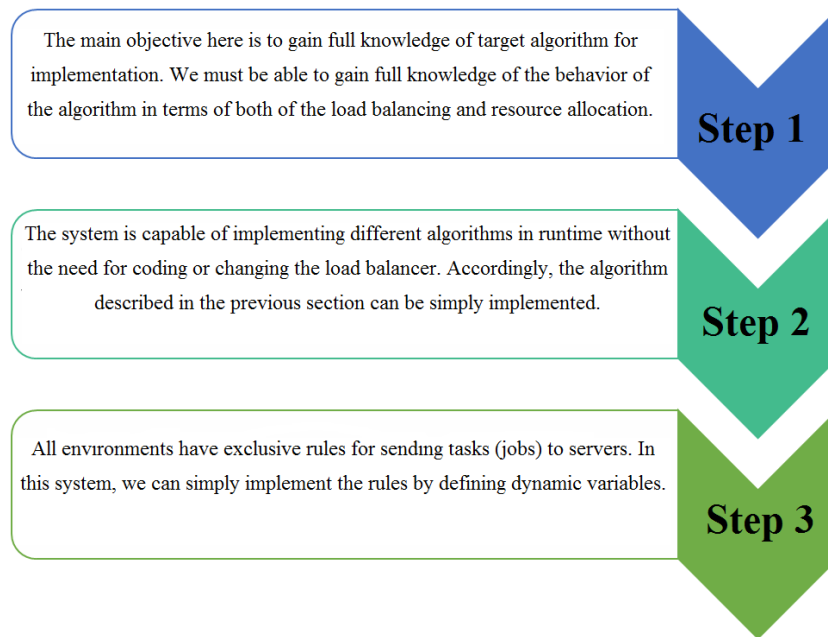 The main objective here is to gain full knowledge of target algorithm for
implementation. We must be able to gain full knowledge of the behavior of
the algorithm in terms of both of the load balancing and resource allocation.
Step 1
The system is capable of implementing different algorithms in runtime without
the need for coding or changing the load balancer. Accordingly, the algorithm
described in the previous section can be simply implemented.
Step 2
All environments have exclusive rules for sending tasks (jobs) to servers. In
this system, we can simply implement the rules by defining dynamic variables.
Step 3